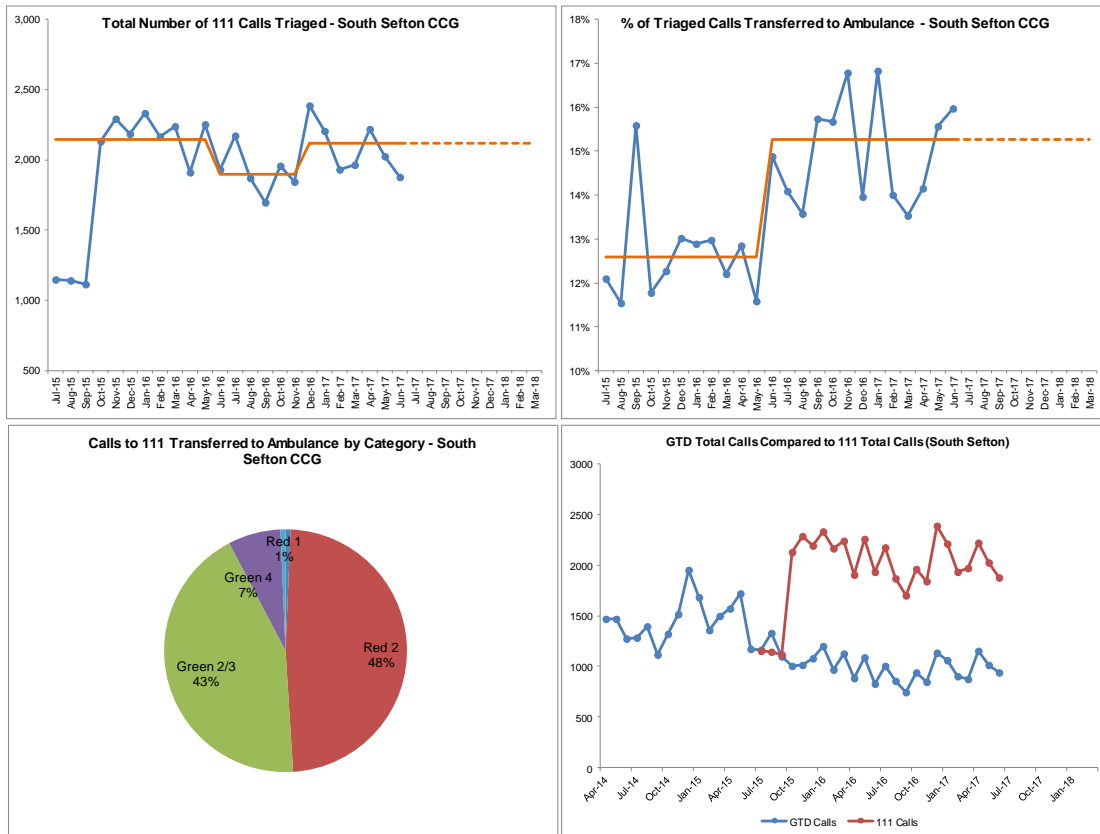 Total Number of 111 Calls Triaged - South Sefton CCG
3,000
2,500
2,000
1,500
1,000
500
Jul-15
Aug-15
Sep-15
Oct-15
Nov-15
Dec-15
Jan-16
Feb-16
Mar-16
Apr-16
May-16
Jun-16
Jul-16
Aug-16
Sep-16
Oct-16
Nov-16
Dec-16
Jan-17
Feb-17
Mar-17
Apr-17
May-17
Jun-17
Jul-17
Aug-17
Sep-17
Oct-17
Nov-17
Dec-17
Jan-18
Feb-18
Mar-18
% of Triaged Calls Transferred to Ambulance - South Sefton CCG
18%
17%
16%
15%
14%
13%
12%
11%
10%
Jul-15
Aug-15
Sep-15
Oct-15
Nov-15
Dec-15
Jan-16
Feb-16
Mar-16
Apr-16
May-16
Jun-16
Jul-16
Aug-16
Sep-16
Oct-16
Nov-16
Dec-16
Jan-17
Feb-17
Mar-17
Apr-17
May-17
Jun-17
Jul-17
Aug-17
Sep-17
Oct-17
Nov-17
Dec-17
Jan-18
Feb-18
Mar-18
Calls to 111 Transferred to Ambulance by Category - South
Sefton CCG
Red 1
1%
Green 4
7%
Red 2
48%
Green 2/3
43%
GTD Total Calls Compared to 111 Total Calls (South Sefton)
3000
2500
2000
1500
1000
500
0
Apr-14
Jul-14
Oct-14
Jan-15
Apr-15
Jul-15
Oct-15
Jan-16
Apr-16
Jul-16
Oct-16
Jan-17
Apr-17
Jul-17
Oct-17
Jan-18
GTD Calls
111 Calls